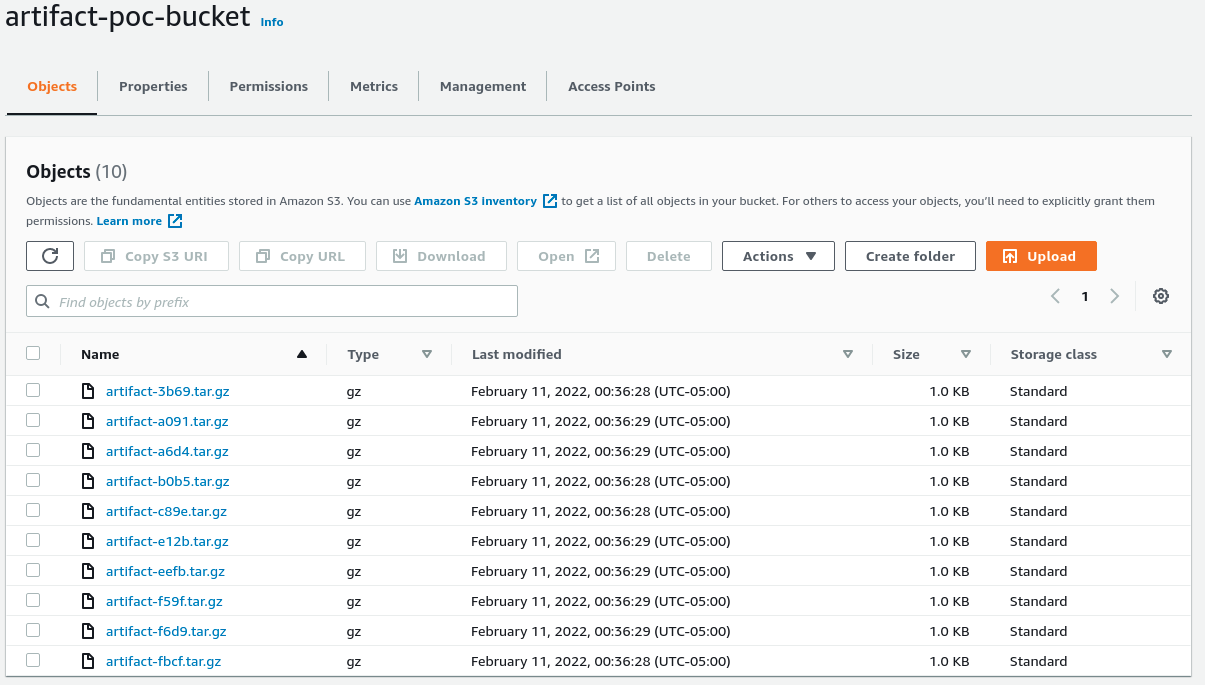 artifact-poc-bucket Info
Objects Properties Permissions Metrics Management Access Points
Objects (10)
Objects are the fundamental entities stored in Amazon S3. You can use Amazon S3 inventory to get a list of all objects in your bucket. For others to access your objects, you’ll need to explicitly grant them
permissions. Learn more
Copy S3 URI Copy URL Download Open Delete Actions Create folder Upload
Find objects by prefix 1
Name Type Last modified Size Storage class
artifact-3b69.tar.gz gz February 11, 2022, 00:36:28 (UTC-05:00) 1.0 KB Standard
artifact-a091.tar.gz gz February 11, 2022, 00:36:29 (UTC-05:00) 1.0 KB Standard
artifact-a6d4.tar.gz gz February 11, 2022, 00:36:29 (UTC-05:00) 1.0 KB Standard
artifact-b0b5.tar.gz gz February 11, 2022, 00:36:28 (UTC-05:00) 1.0 KB Standard
artifact-c89e.tar.gz gz February 11, 2022, 00:36:28 (UTC-05:00) 1.0 KB Standard
artifact-e12b.tar.gz gz February 11, 2022, 00:36:29 (UTC-05:00) 1.0 KB Standard
artifact-eefb.tar.gz gz February 11, 2022, 00:36:29 (UTC-05:00) 1.0 KB Standard
artifact-f59f.tar.gz gz February 11, 2022, 00:36:29 (UTC-05:00) 1.0 KB Standard
artifact-f6d9.tar.gz gz February 11, 2022, 00:36:29 (UTC-05:00) 1.0 KB Standard
artifact-fbcf.tar.gz gz February 11, 2022, 00:36:28 (UTC-05:00) 1.0 KB Standard